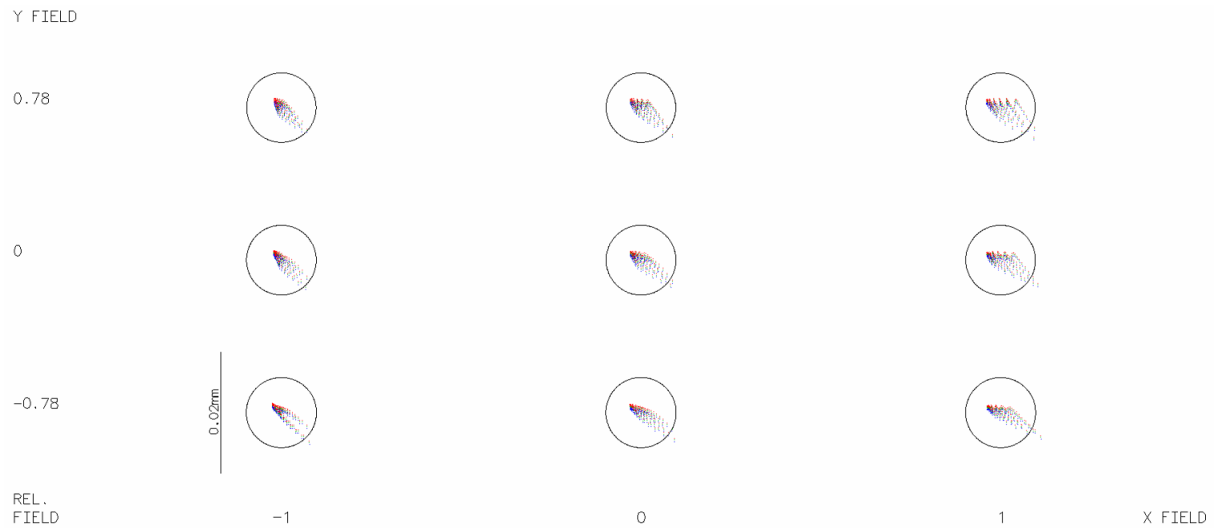 Y FIELD
0.78
0
-0.78
0.02mm
REL.
FIELD -1 0 1 X FIELD